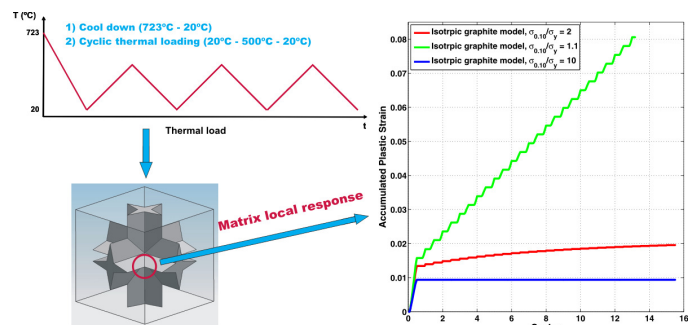 T (ºC)
723
20
1) Cool down (723ºC - 20ºC)
2) Cyclic thermal loading (20ºC - 500ºC - 20ºC)
t
Thermal load
Matrix local response
Isotrpic graphite model, σ0.10/σy = 2
Isotrpic graphite model, σ0.10/σy = 1.1
Isotrpic graphite model, σ0.10/σy = 10
Accumulated Plastic Strain
0.08
0.07
0.06
0.05
0.04
0.03
0.02
0.01
0
0 2 4 6 8 10 12 14 16